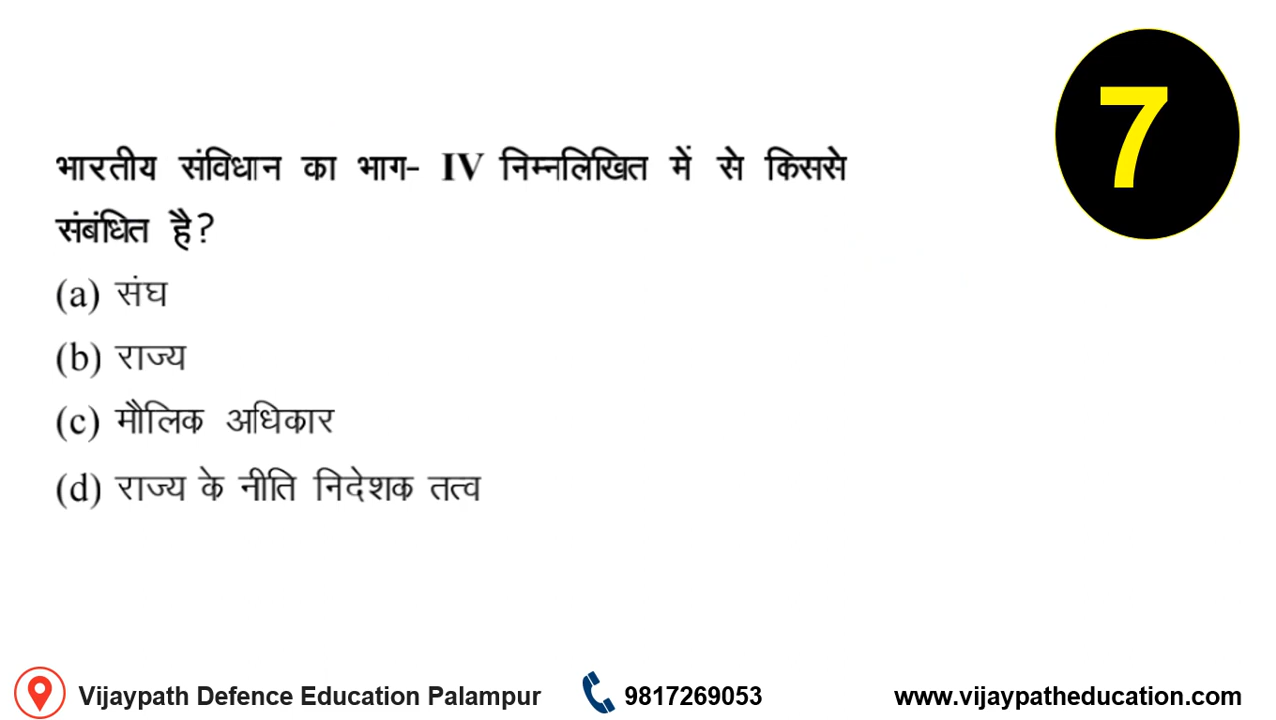 7
भारतीय संविधान का भाग- IV निम्नलिखित में से किससे
संबंधित है?
(a) संघ
(b) राज्य
(c) मौलिक अधिकार
(d) राज्य के नीति निदेशक तत्व
Vijaypath Defence Education Palampur 9817269053 www.vijaypatheducation.com